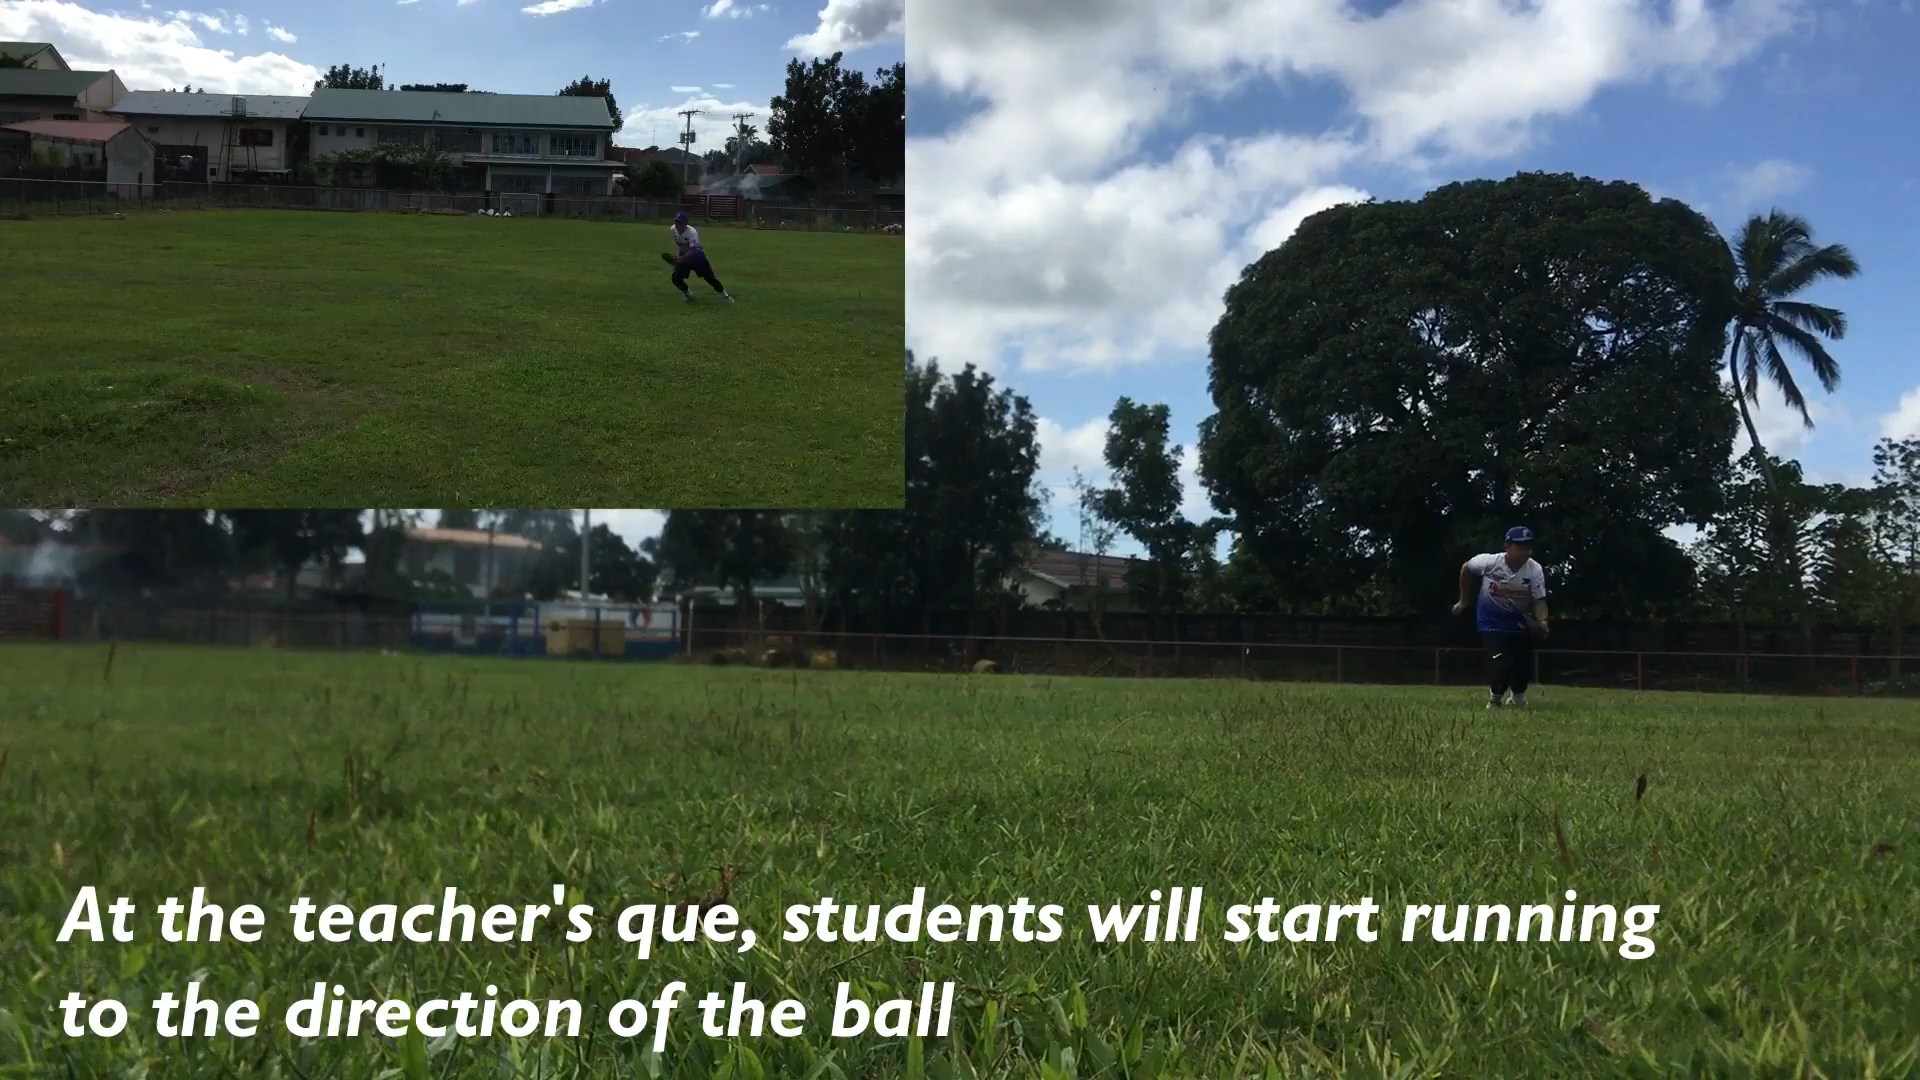 At the teacher's que, students will start running
to the direction of the ball